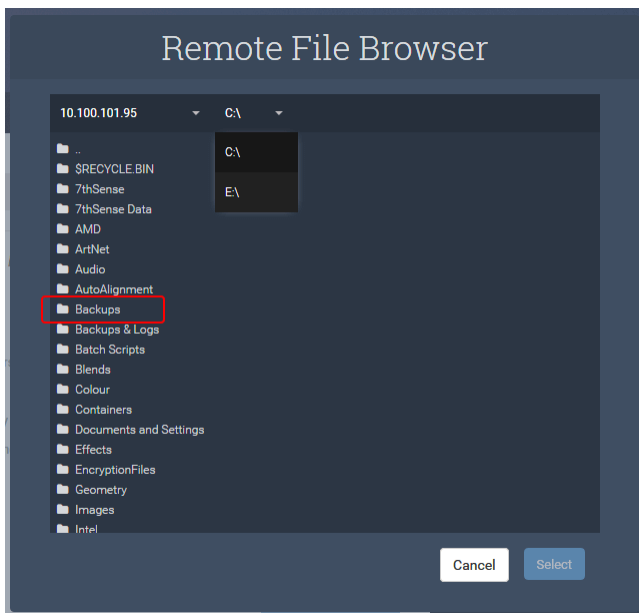 Remote File Browser
10.100.101.95 C:\
..
C:\
$RECYCLE.BIN
7thSense
E:\
7thSense Data
AMD
ArtNet
Audio
AutoAlignment
Backups
Backups & Logs
Batch Scripts
Blends
Colour
Containers
Documents and Settings
Effects
EncryptionFiles
Geometry
Images
Intel
Cancel Select